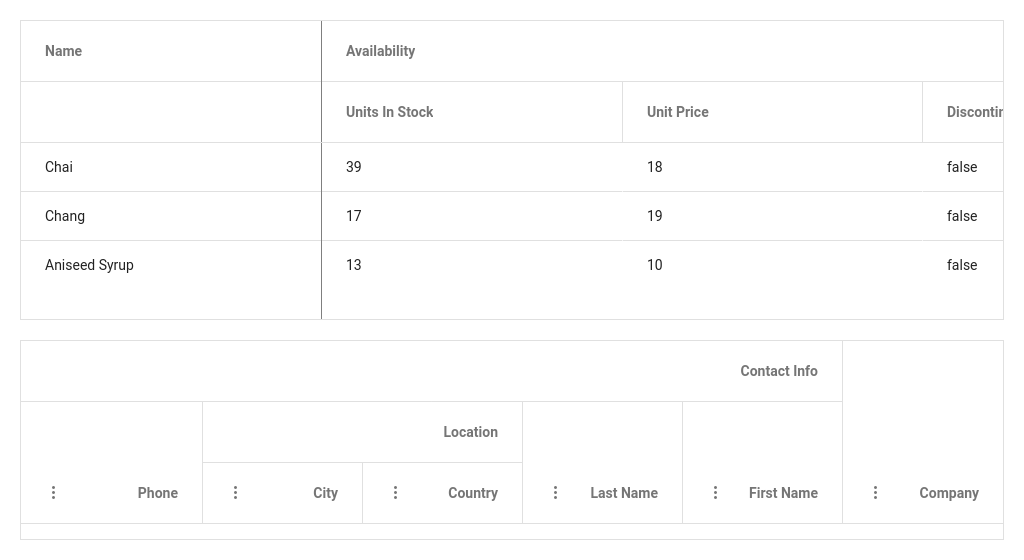 Name Availability
Units In Stock Unit Price Discontin
Chai 39 18 false
Chang 17 19 false
Aniseed Syrup 13 10 false
Contact Info
Location
Phone City Country Last Name First Name Company